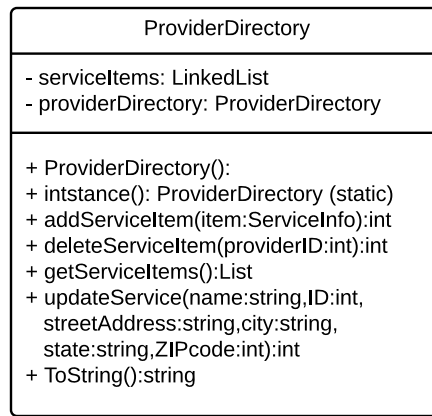 ProviderDirectory
- serviceItems: LinkedList
- providerDirectory: ProviderDirectory
+ ProviderDirectory():
+ intstance(): ProviderDirectory (static)
+ addServiceItem(item:ServiceInfo):int
+ deleteServiceItem(providerID:int):int
+ getServiceItems():List
+ updateService(name:string,ID:int,
streetAddress:string,city:string,
state:string,ZIPcode:int):int
+ ToString():string